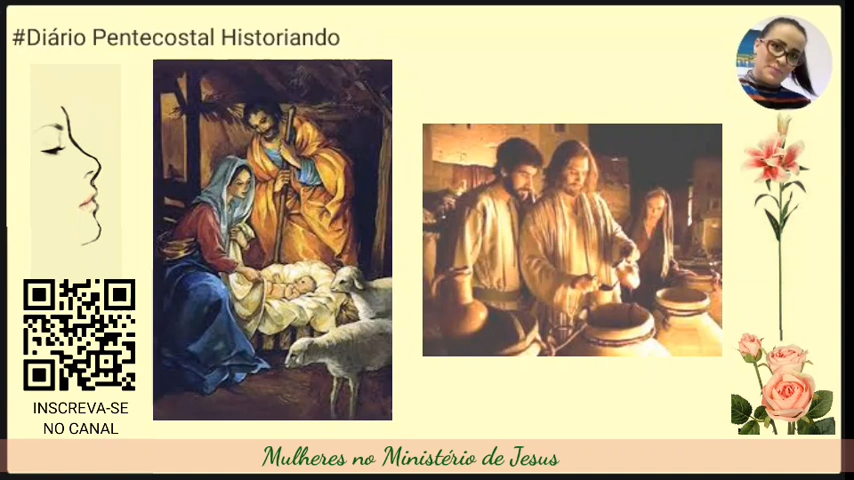 #Diário Pentecostal Historiando
INSCREVA-SE
NO CANAL
Mulheres no Ministério de Jesus